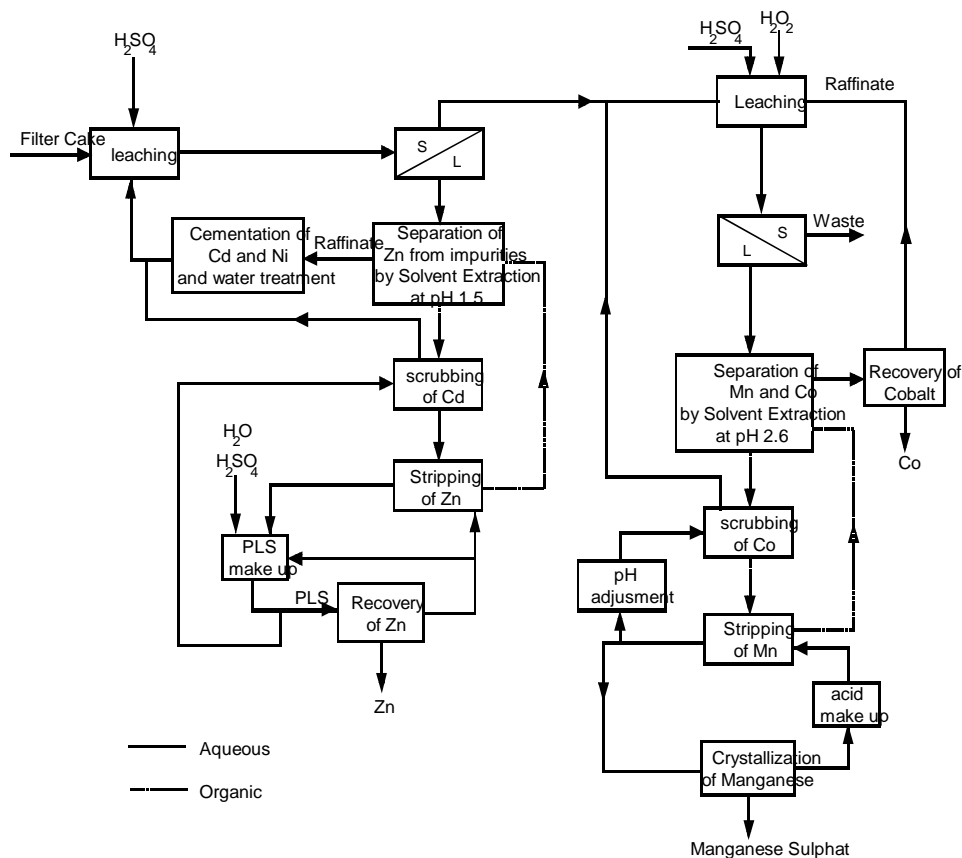 H2SO4
Filter Cake
leaching
S
L
Cementation of
Cd and Ni
and water treatment
Raffinate
Separation of
Zn from impurities
by Solvent Extraction
at pH 1.5
scrubbing
of Cd
H2O
H2SO4
Stripping
of Zn
PLS
make up
PLS
Recovery
of Zn
Zn
Aqueous
Organic
H2SO4
H2O2
Leaching
Raffinate
S
L
Waste
Separation of
Mn and Co
by Solvent Extraction
at pH 2.6
Recovery of
Cobalt
Co
scrubbing
of Co
pH
adjusment
Stripping
of Mn
acid
make up
Crystallization
of Manganese
Manganese Sulphat